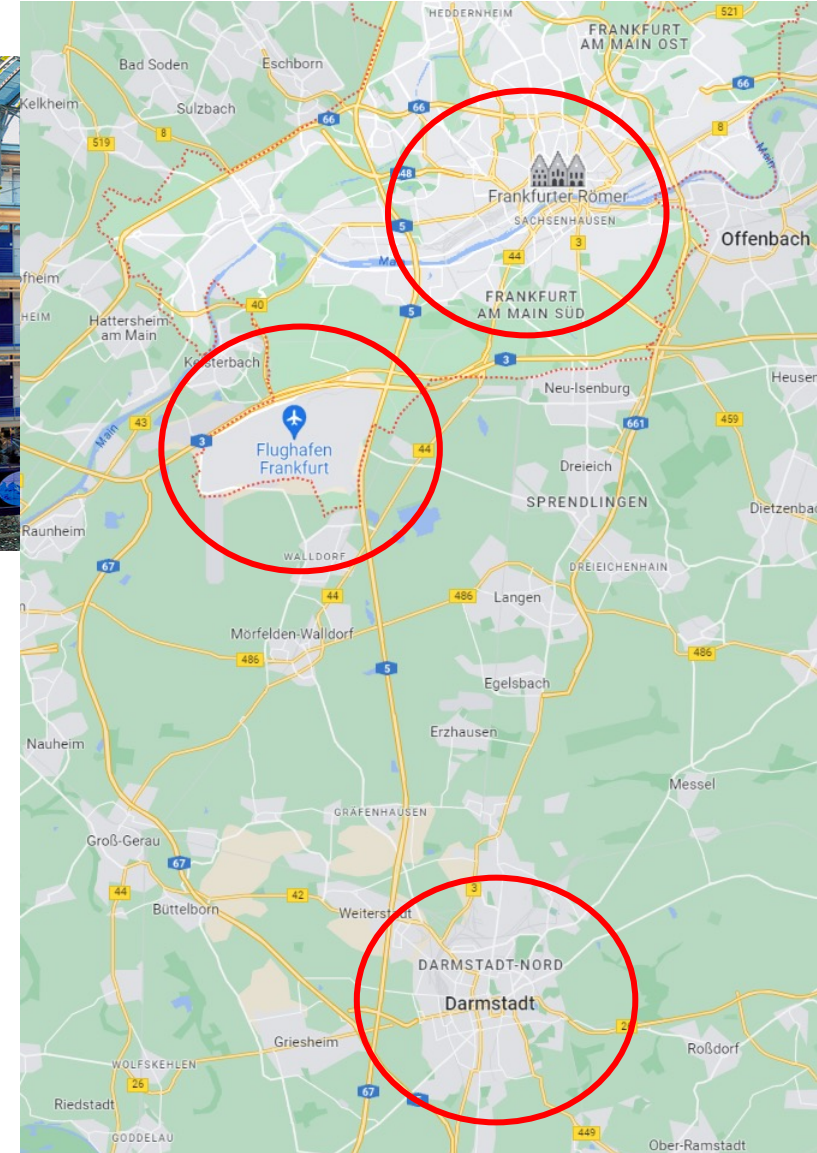 HEDDERNHEIM
521
FRANKFURT
AM MAIN OST
Bad Soden
Eschborn
66
Kelkheim
Sulzbach
66
66
519
8
8
Main
648
Frankfurter Römer
SACHSENHAUSEN
5
44
3
Offenbach
Main
FRANKFURT
AM MAIN SÜD
ofheim
HEIM
Hattersheim
am Main
40
5
Kelsterbach
3
Neu-Isenburg
Heusen
43
Main
3
Flughafen
Frankfurt
44
661
459
Dreieich
SPRENDLINGEN
Dietzenbac
Raunheim
WALLDORF
67
DREIEICHENHAIN
44
486
Langen
Mörfelden-Walldorf
486
5
486
Egelsbach
Erzhausen
Nauheim
Messel
GRÄFENHAUSEN
Groß-Gerau
67
44
42
3
Büttelborn
Weiterstadt
DARMSTADT-NORD
Darmstadt
Griesheim
Roßdorf
WOLFSKEHLEN
26
67
Riedstadt
449
GODDELAU
Ober-Ramstadt